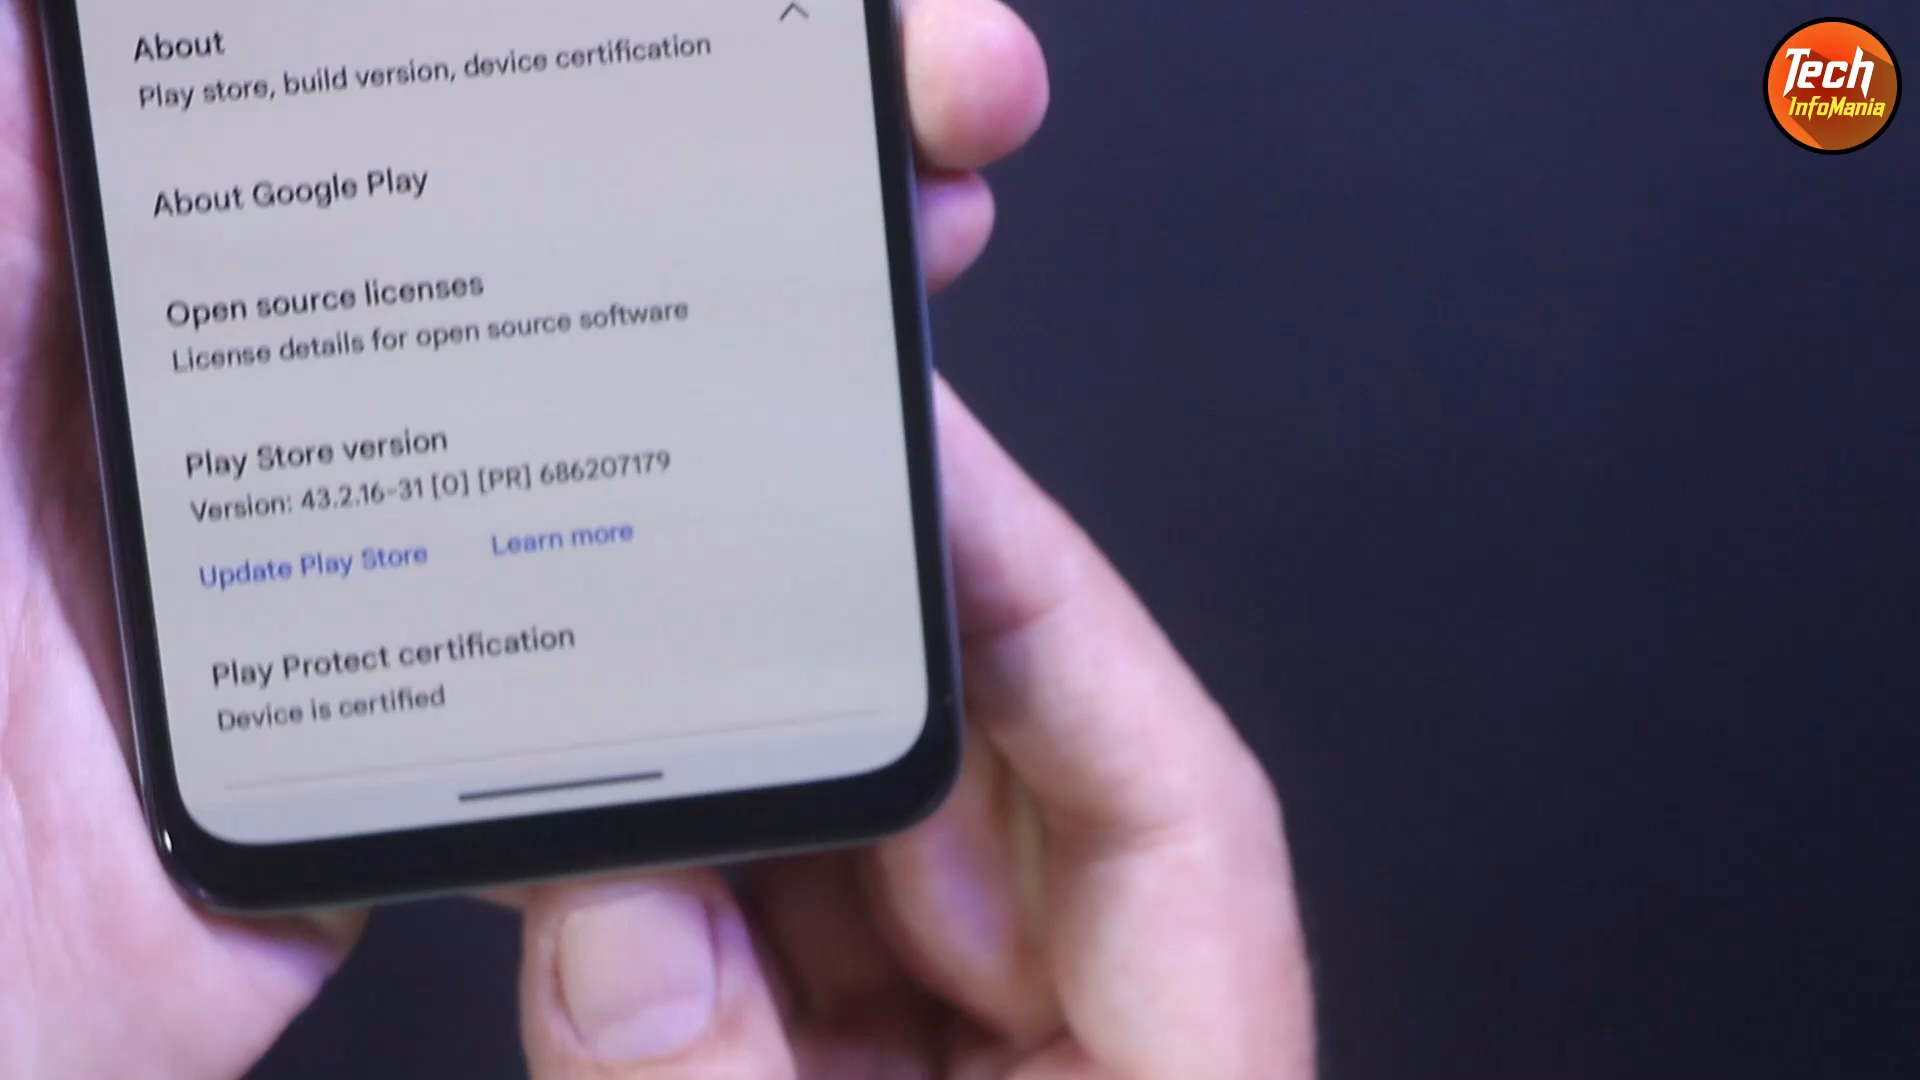 About
Play store, build version, device certification
About Google Play
Open source licenses
License details for open source software
Play Store version
Version: 43.2.16-31 [0] [PR] 686207179
Update Play Store
Learn more
Play Protect certification
Device is certified
Tech
InfoMania